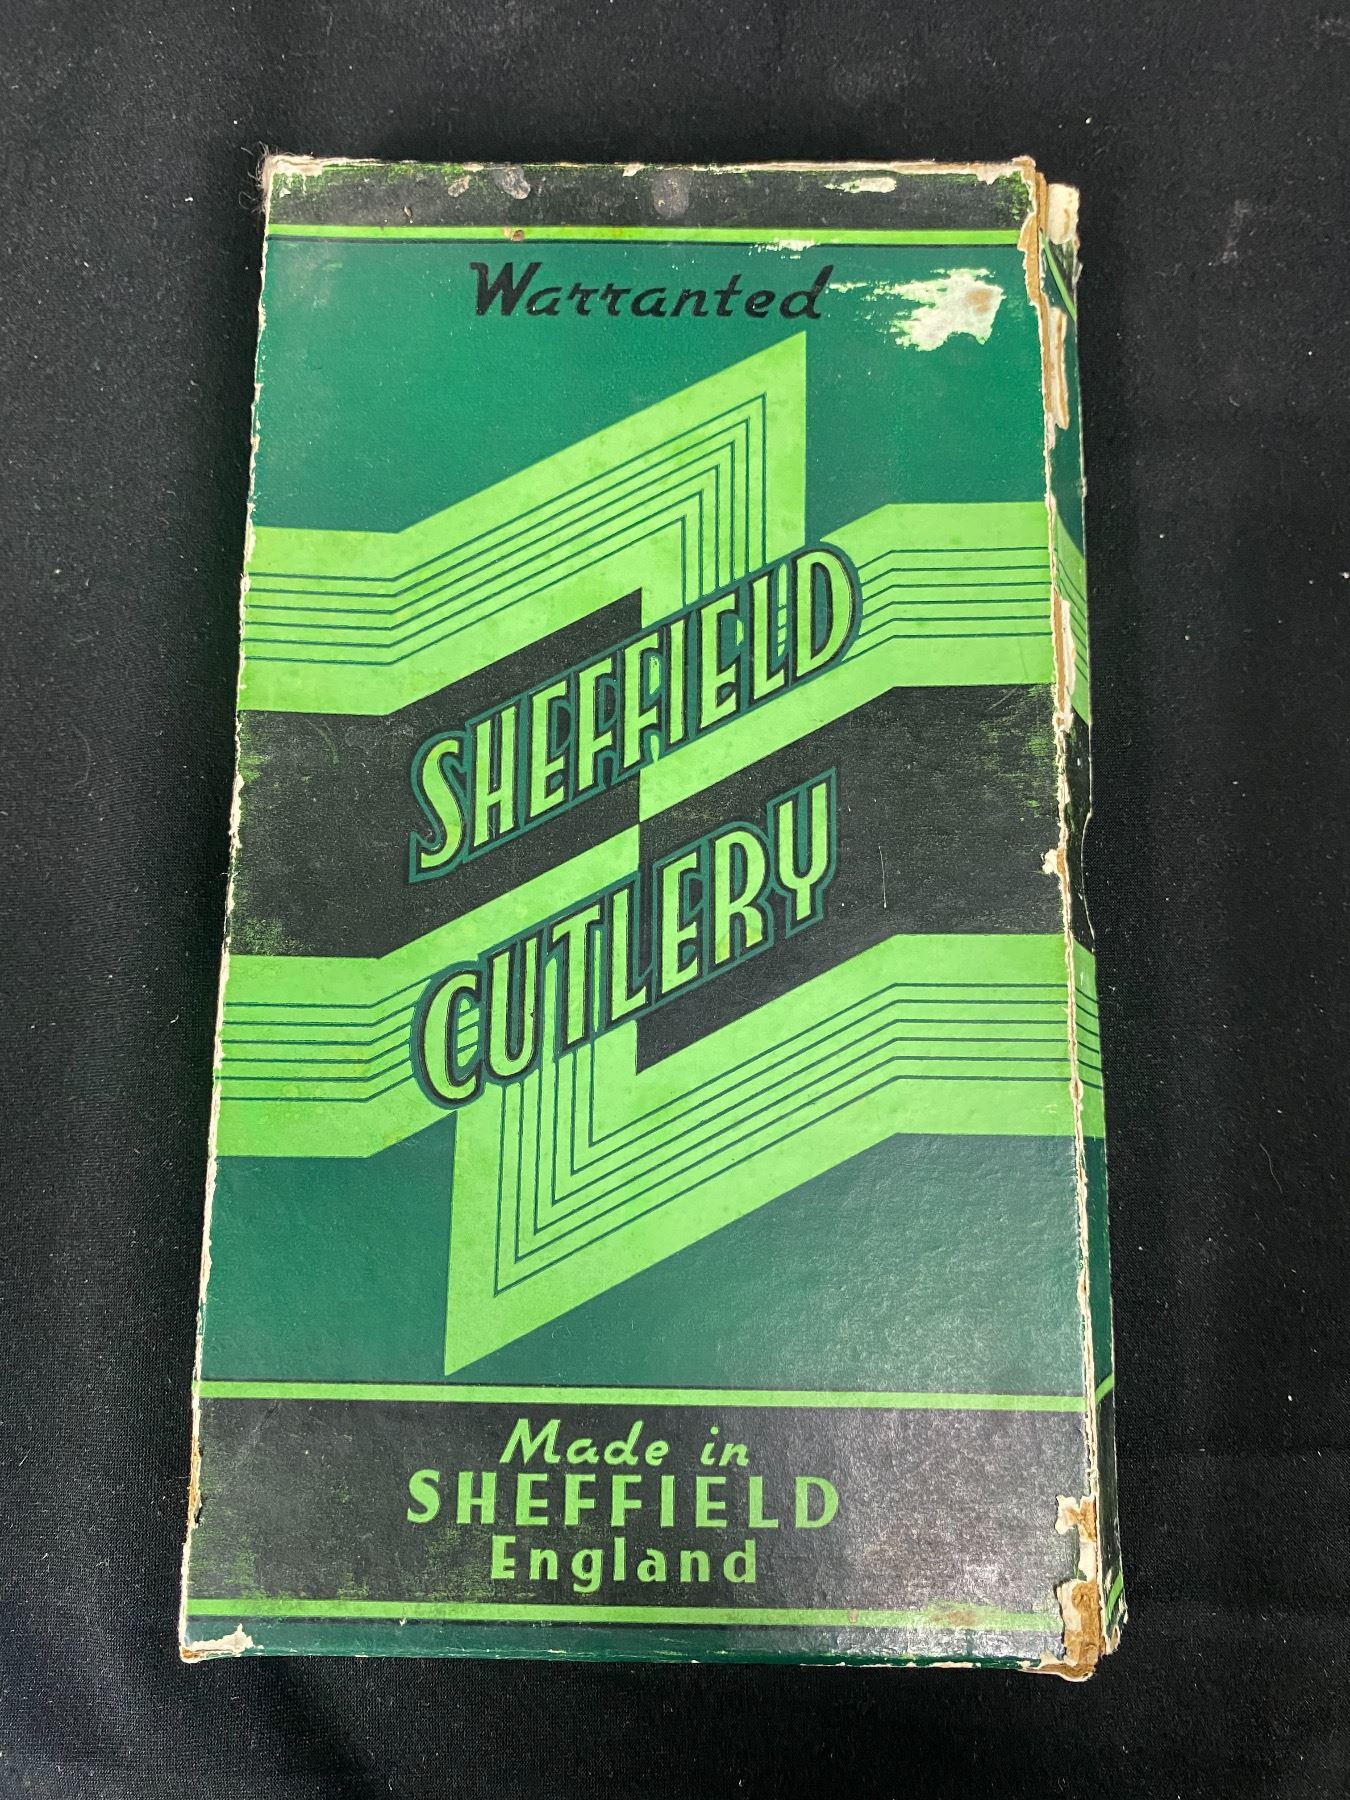 Warranted
SHEFFIELD
CUTLERY
Made in
SHEFFIELD
England